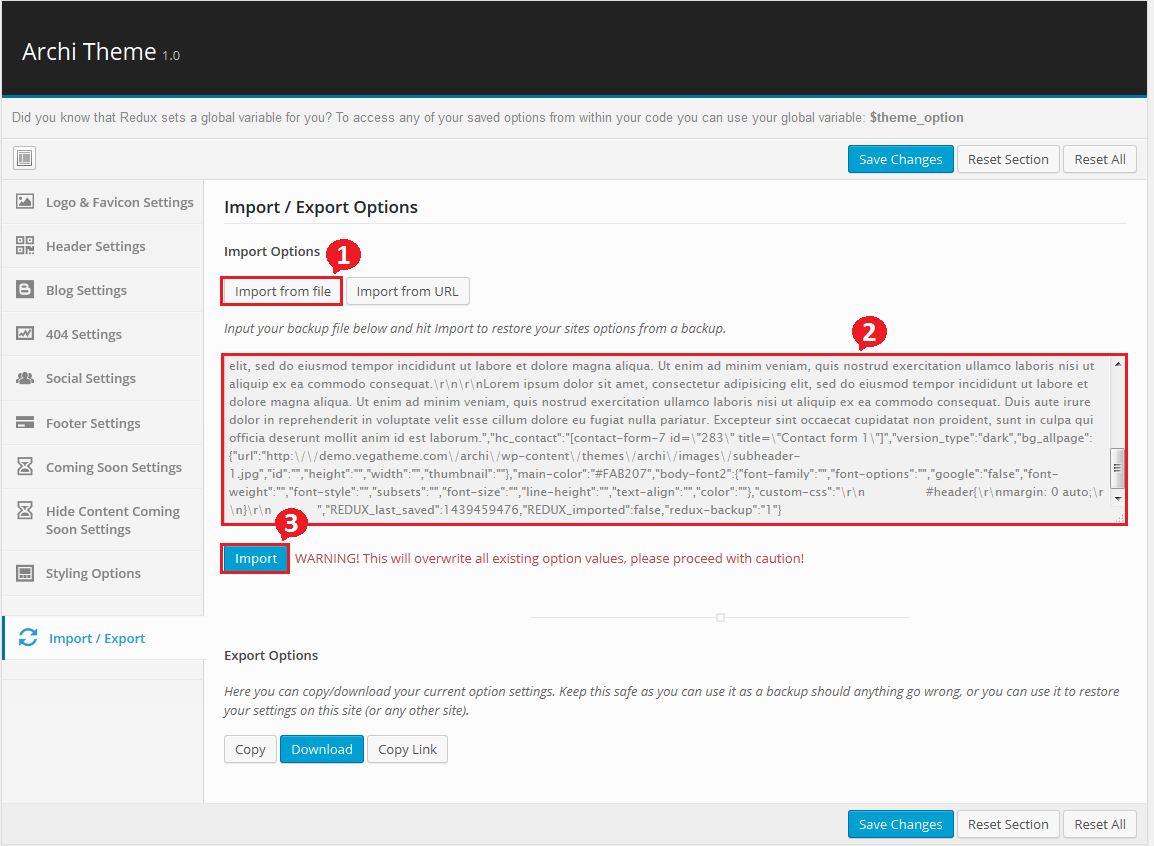 Archi Theme 1.0
Did you know that Redux sets a global variable for you? To access any of your saved options from within your code you can use your global variable: $theme_option
Save Changes Reset Section Reset All
Logo & Favicon Settings
Header Settings
Blog Settings
404 Settings
Social Settings
Footer Settings
Coming Soon Settings
Hide Content Coming
Soon Settings
Styling Options
Import / Export
Import / Export Options
Import Options
1
Import from file Import from URL
Input your backup file below and hit Import to restore your sites options from a backup.
2
elit, sed do eiusmod tempor incididunt ut labore et dolore magna aliqua. Ut enim ad minim veniam, quis nostrud exercitation ullamco laboris nisi ut
aliquip ex ea commodo consequat.\r\n\r\nLorem ipsum dolor sit amet, consectetur adipisicing elit, sed do eiusmod tempor incididunt ut labore et
dolore magna aliqua. Ut enim ad minim veniam, quis nostrud exercitation ullamco laboris nisi ut aliquip ex ea commodo consequat. Duis aute irure
dolor in reprehenderit in voluptate velit esse cillum dolore eu fugiat nulla pariatur. Excepteur sint occaecat cupidatat non proident, sunt in culpa qui
officia deserunt mollit anim id est laborum.","hc_contact":"[contact-form-7 id=\"283\" title=\"Contact form 1\"]","version_type":"dark","bg_allpage":
{"url":"http:\/\/demo.vegatheme.com\/archi\/wp-content\/themes\/archi\/images\/subheader-
1.jpg","id":"","height":"","width":"","thumbnail":""},"main-color":"#FAB207","body-font2":{"font-family":"","font-options":"","google":"false","font-
weight":"","font-style":"","subsets":"","font-size":"","line-height":"","text-align":"","color":""},"custom-css":"\r\n #header{\r\nmargin: 0 auto;\r
\n}\r\n ","REDUX_last_saved":1439459476,"REDUX_imported":false,"redux-backup":"1"}
3
Import WARNING! This will overwrite all existing option values, please proceed with caution!
Export Options
Here you can copy/download your current option settings. Keep this safe as you can use it as a backup should anything go wrong, or you can use it to restore
your settings on this site (or any other site).
Copy Download Copy Link
Save Changes Reset Section Reset All